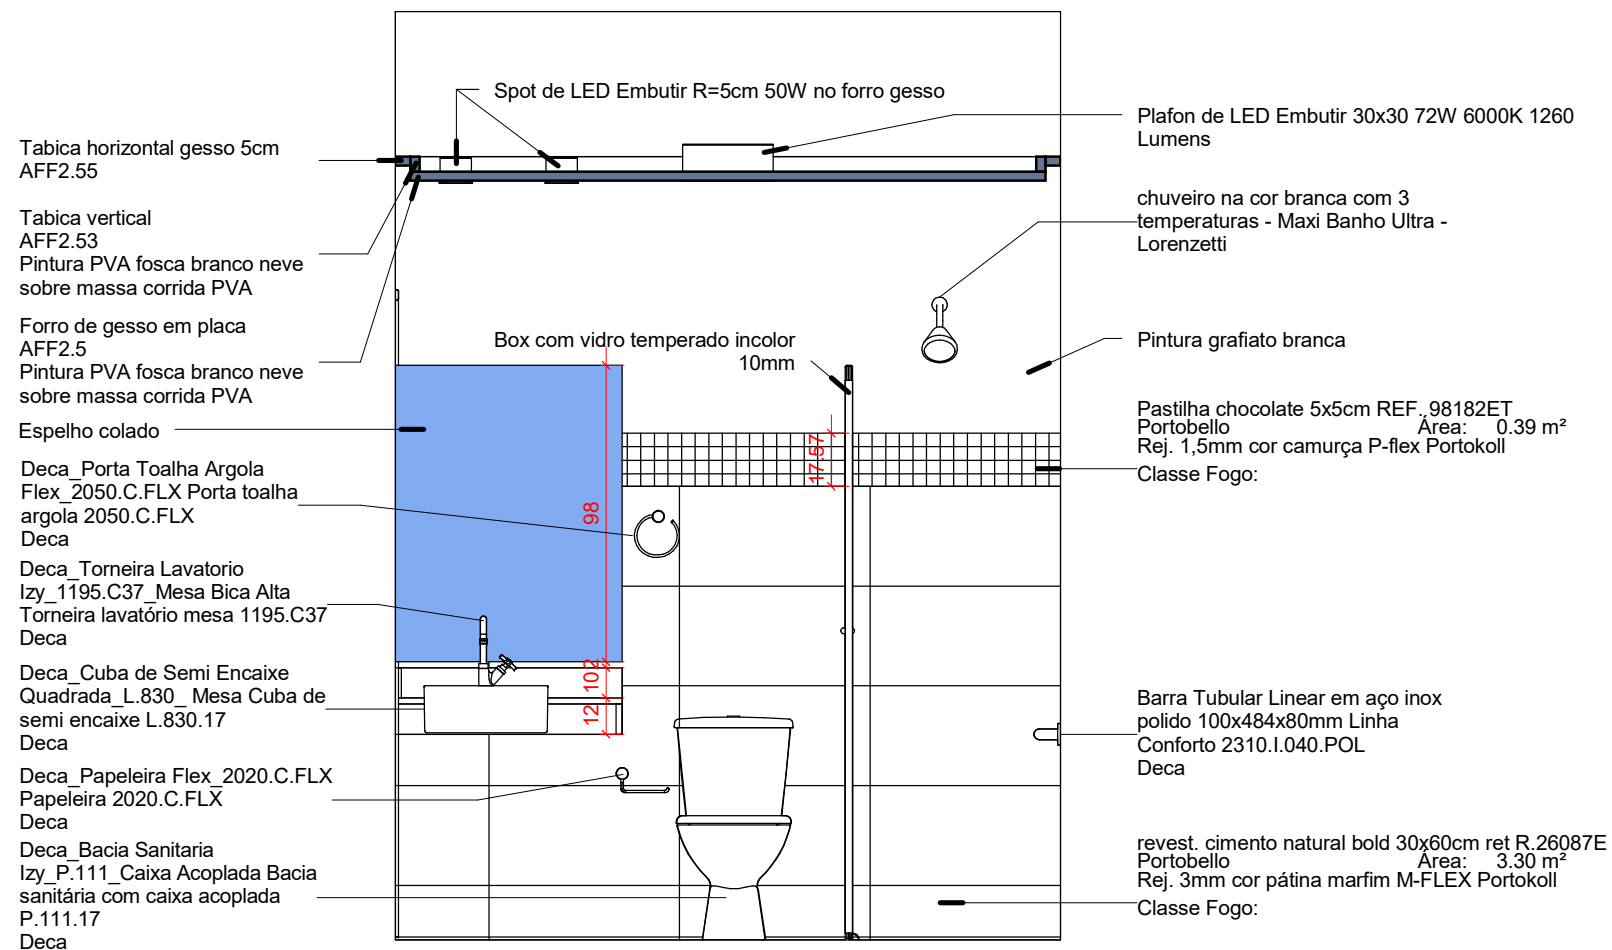 Spot de LED Embutir R=5cm 50W no forro gesso
Plafon de LED Embutir 30x30 72W 6000K 1260
Lumens
Tabica horizontal gesso 5cm
AFF2.55
Tabica vertical
AFF2.53
Pintura PVA fosca branco neve
sobre massa corrida PVA
Forro de gesso em placa
AFF2.5
Pintura PVA fosca branco neve
sobre massa corrida PVA
Espelho colado
Deca_Porta Toalha Argola
Flex_2050.C.FLX Porta toalha
argola 2050.C.FLX
Deca
Deca_Torneira Lavatorio
Izy_1195.C37_Mesa Bica Alta
Torneira lavatório mesa 1195.C37
Deca
Deca_Cuba de Semi Encaixe
Quadrada_L.830_ Mesa Cuba de
semi encaixe L.830.17
Deca
Deca_Papeleira Flex_2020.C.FLX
Papeleira 2020.C.FLX
Deca
Deca_Bacia Sanitaria
Izy_P.111_Caixa Acoplada Bacia
sanitária com caixa acoplada
P.111.17
Deca
Box com vidro temperado incolor
10mm
98
17.57
2
10
12
chuveiro na cor branca com 3
temperaturas - Maxi Banho Ultra -
Lorenzetti
Pintura grafiato branca
Pastilha chocolate 5x5cm REF. 98182ET
Portobello Área: 0.39 m²
Rej. 1,5mm cor camurça P-flex Portokoll
Classe Fogo:
Barra Tubular Linear em aço inox
polido 100x484x80mm Linha
Conforto 2310.I.040.POL
Deca
revest. cimento natural bold 30x60cm ret R.26087E
Portobello Área: 3.30 m²
Rej. 3mm cor pátina marfim M-FLEX Portokoll
Classe Fogo: